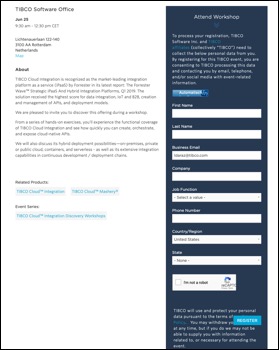 TIBCO Software Office
Jun 25
9:30 am - 12:30 pm CET
Lichtenauerlaan 122-140
3100 AA Rotterdam
Netherlands
Map
About
TIBCO Cloud Integration is recognized as the market-leading integration
platform as a service (iPaaS) by Forrester in its latest report: The Forrester
Wave™ Strategic iPaaS And Hybrid Integration Platforms, Q1 2019. The
solution received the highest score for data integration, IoT and B2B, creation
and management of APIs, and deployment models.
We are pleased to invite you to discover this offering during a workshop.
From a series of hands-on exercises, you'll experience the functional coverage
of TIBCO Cloud Integration and see how quickly you can create, orchestrate,
and expose cloud-native APIs.
We will also discuss its hybrid deployment possibilities—on-premises, private
or public cloud, containers, and serverless - as well as, its extensive integration
capabilities in continuous development / deployment chains.
Related Products:
TIBCO Cloud™ Integration
TIBCO Cloud™ Mashery®
Event Series:
TIBCO Cloud™ Integration Discovery Workshops
Attend Workshop
To process your registration, TIBCO
Software Inc. and TIBCO
affiliates (collectively "TIBCO") need to
collect the below personal data from you.
By registering for this TIBCO event, you are
consenting to TIBCO processing this data
and contacting you by email, telephone,
and/or social media with event-related
information.
First Name
Last Name
Business Email
Company
Job Function
- Select a value -
Phone Number
Country/Region
United States
State
- None -
I'm not a robot
reCAPTCHA
TIBCO will use and protect your personal
data pursuant to the terms of
You may withdraw
at any time, but if you do we may not be
able to supply you with information
related to, or necessary for attending the
event.
REGISTER